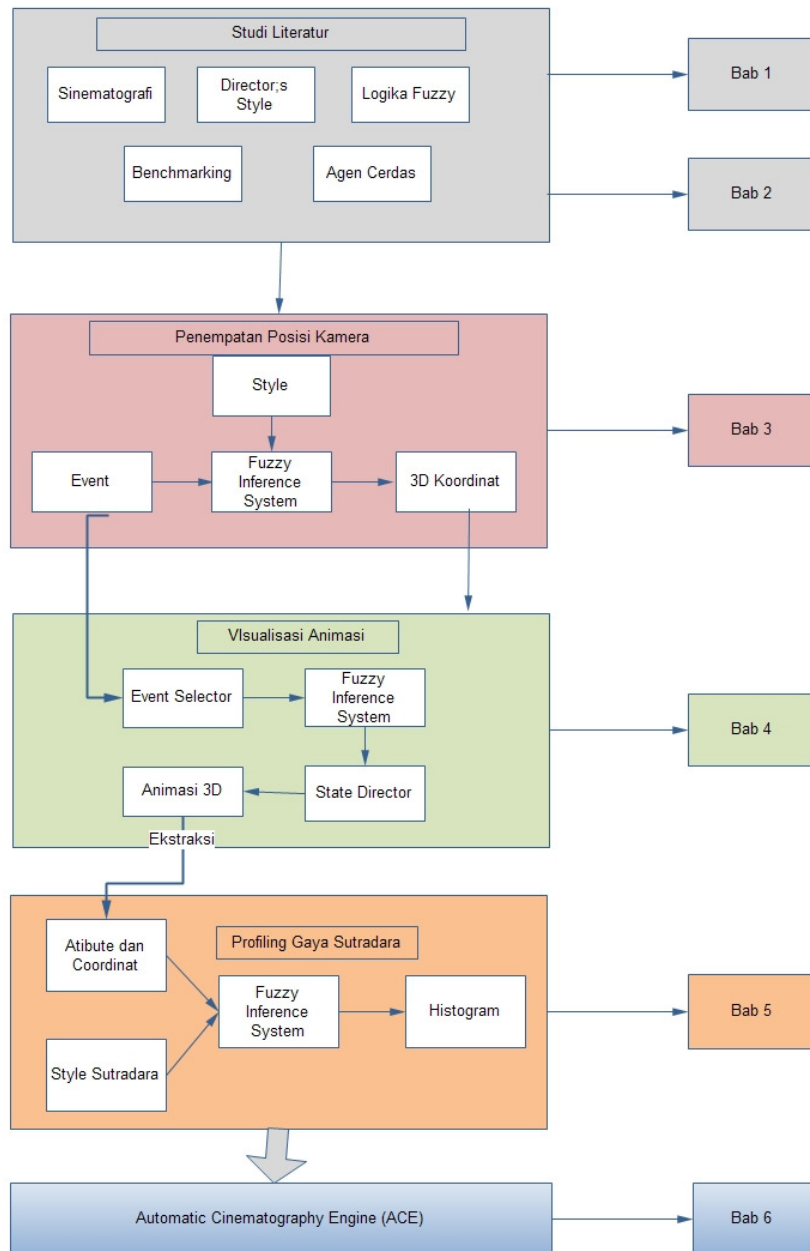 Studi Literatur
Sinematografi
Director;s
Style
Logika Fuzzy
Benchmarking
Agen Cerdas
Bab 1
Bab 2
Penempatan Posisi Kamera
Style
Event
Fuzzy
Inference
System
3D Koordinat
Bab 3
VIsualisasi Animasi
Event Selector
Fuzzy
Inference
System
Animasi 3D
State Director
Ekstraksi
Bab 4
Atibute dan
Coordinat
Profiling Gaya Sutradara
Fuzzy
Inference
System
Histogram
Style Sutradara
Bab 5
Automatic Cinematography Engine (ACE)
Bab 6